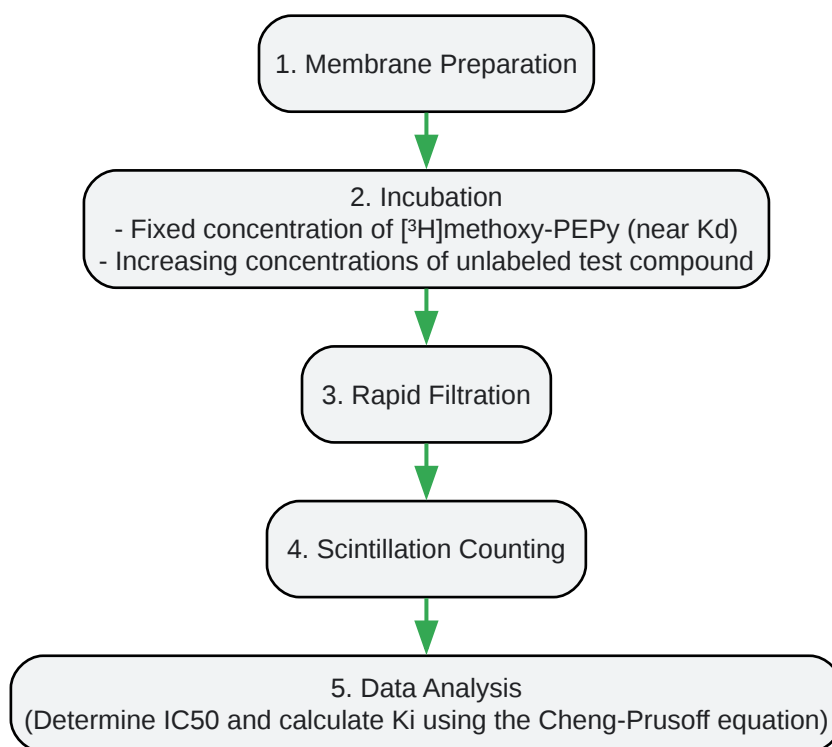 1. Membrane Preparation
2. Incubation
- Fixed concentration of [³H]methoxy-PEPy (near Kd)
- Increasing concentrations of unlabeled test compound
3. Rapid Filtration
4. Scintillation Counting
5. Data Analysis
(Determine IC50 and calculate Ki using the Cheng-Prusoff equation)